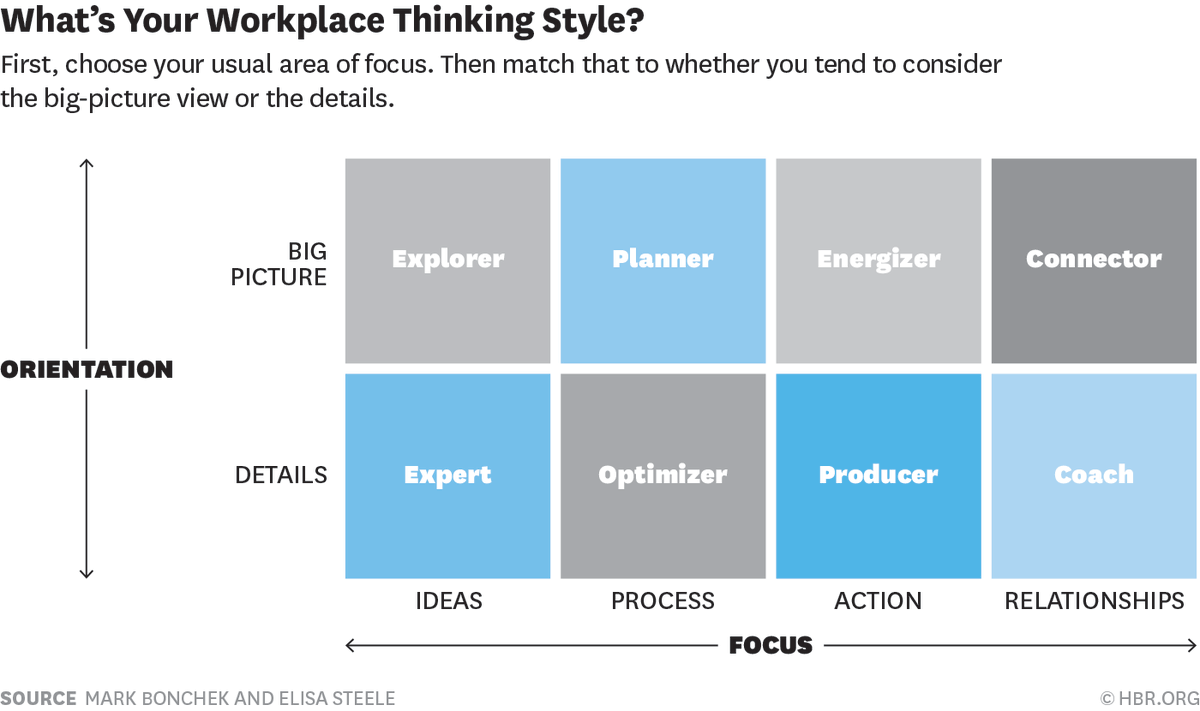 What's Your Workplace Thinking Style?
First, choose your usual area of focus. Then match that to whether you tend to consider
the big-picture view or the details.
BIG
PICTURE
Explorer
Planner
Energizer
Connector
ORIENTATION
DETAILS
Expert
Optimizer
Producer
Coach
IDEAS
PROCESS
ACTION
RELATIONSHIPS
FOCUS
SOURCE MARK BONCHEK AND ELISA STEELE
© HBR.ORG